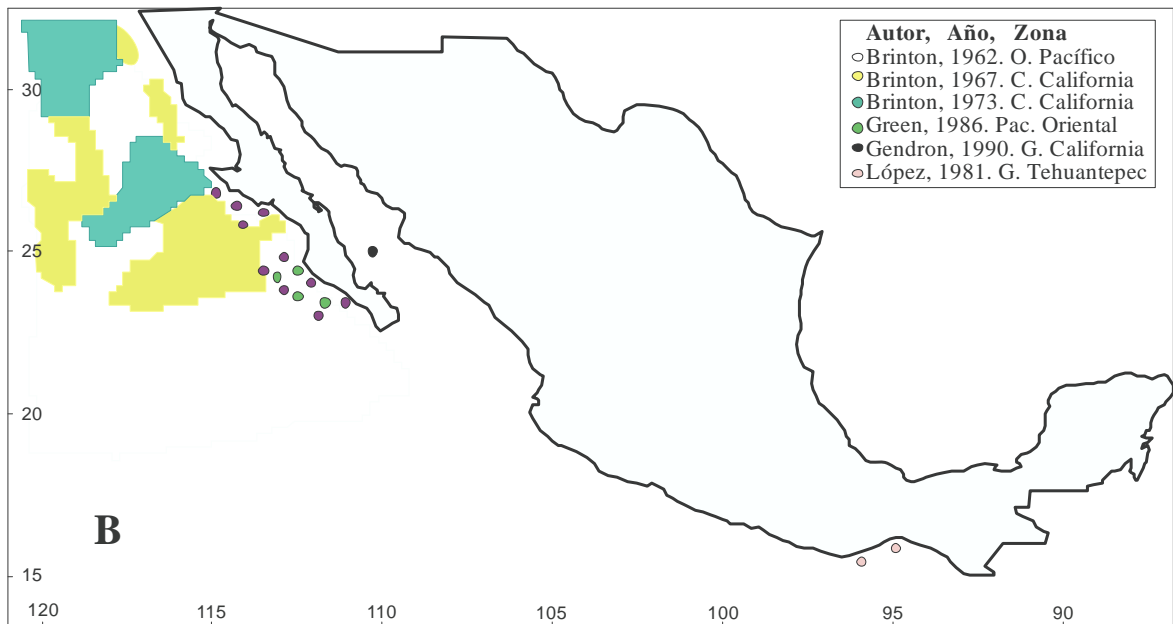 Autor, Año, Zona
Brinton, 1962. O. Pacífico
Brinton, 1967. C. California
Brinton, 1973. C. California
Green, 1986. Pac. Oriental
Gendron, 1990. G. California
López, 1981. G. Tehuantepec
30
25
20
B
15
120 115 110 105 100 95 90